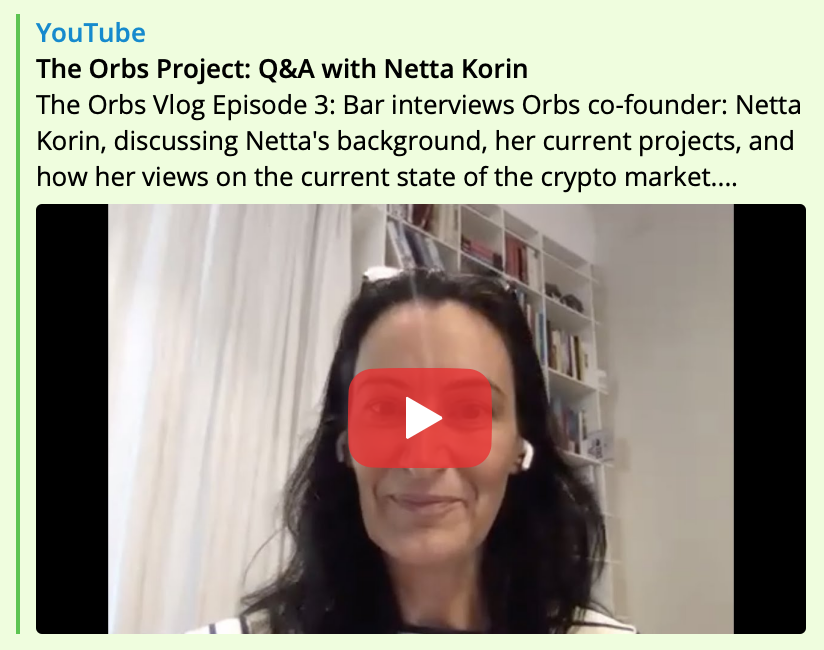 YouTube
The Orbs Project: Q&A with Netta Korin
The Orbs Vlog Episode 3: Bar interviews Orbs co-founder: Netta
Korin, discussing Netta's background, her current projects, and
how her views on the current state of the crypto market....